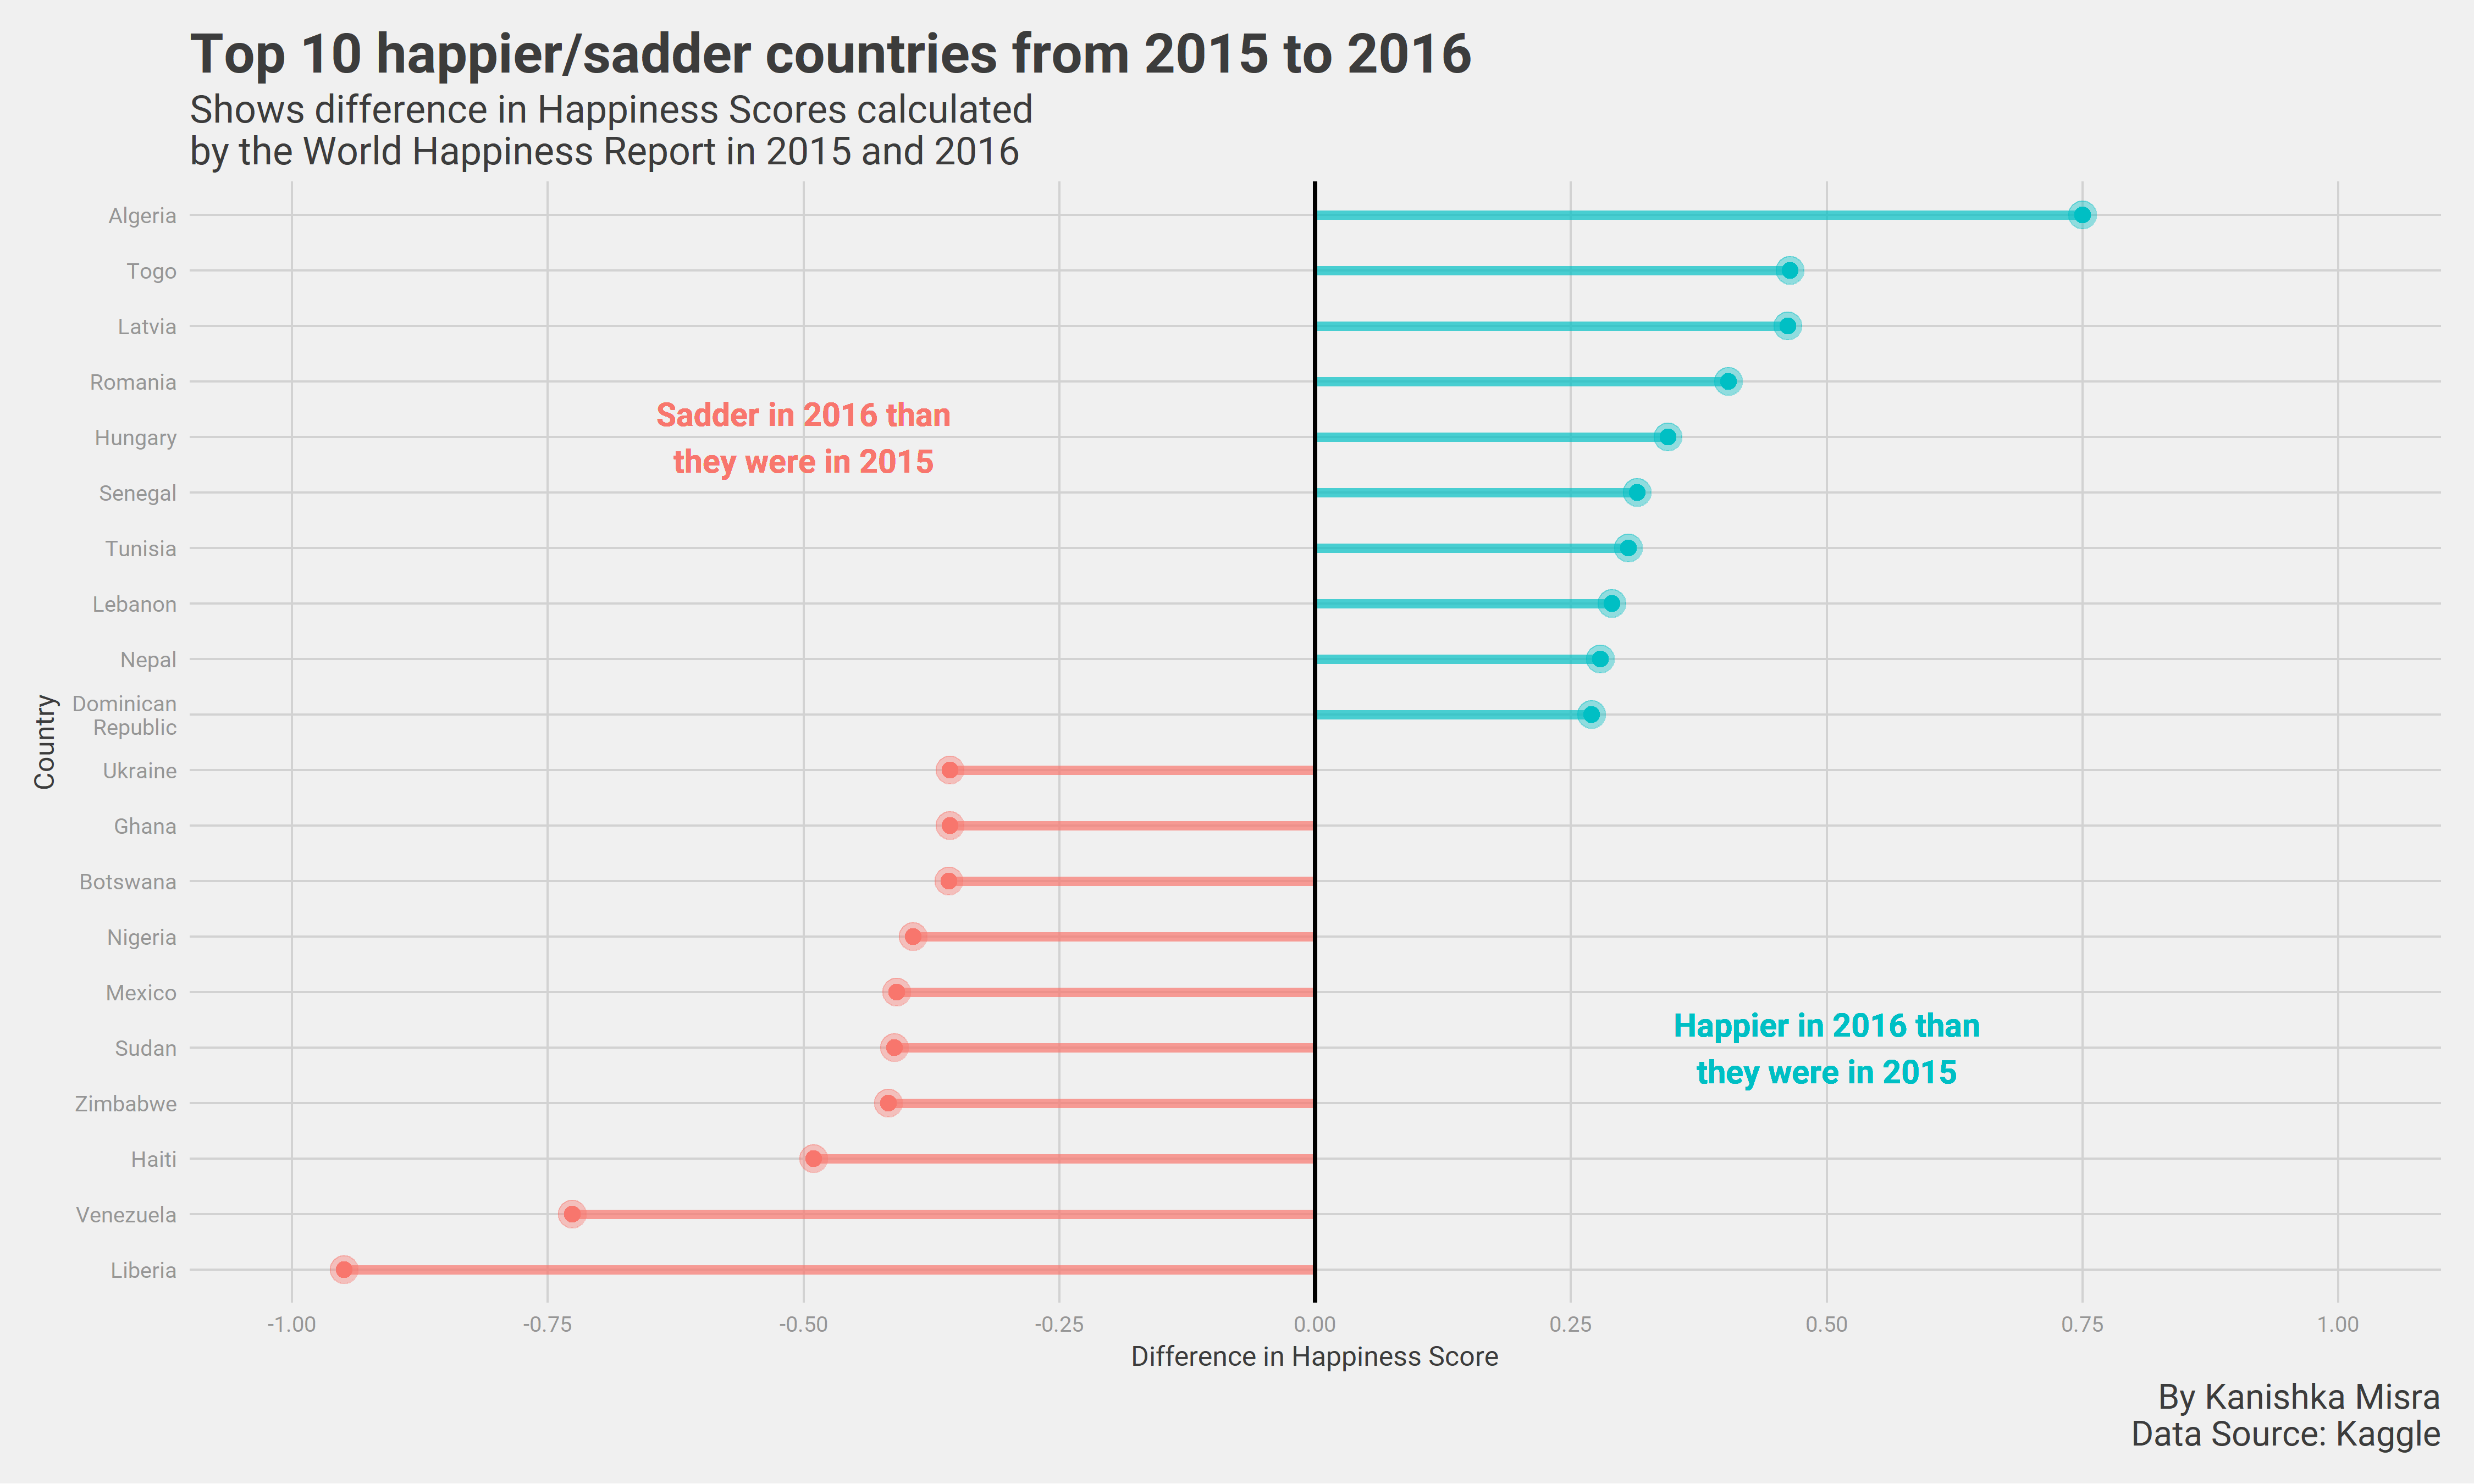 Top 10 happier/sadder countries from 2015 to 2016
Shows difference in Happiness Scores calculated
by the World Happiness Report in 2015 and 2016
Algeria
Togo
Latvia
Romania
Sadder in 2016 than
they were in 2015
Hungary
Senegal
Tunisia
Lebanon
Nepal
Dominican
Republic
Country
Ukraine
Ghana
Botswana
Nigeria
Mexico
Sudan
Happier in 2016 than
they were in 2015
Zimbabwe
Haiti
Venezuela
Liberia
-1.00 -0.75 -0.50 -0.25 0.00 0.25 0.50 0.75 1.00
Difference in Happiness Score
By Kanishka Misra
Data Source: Kaggle